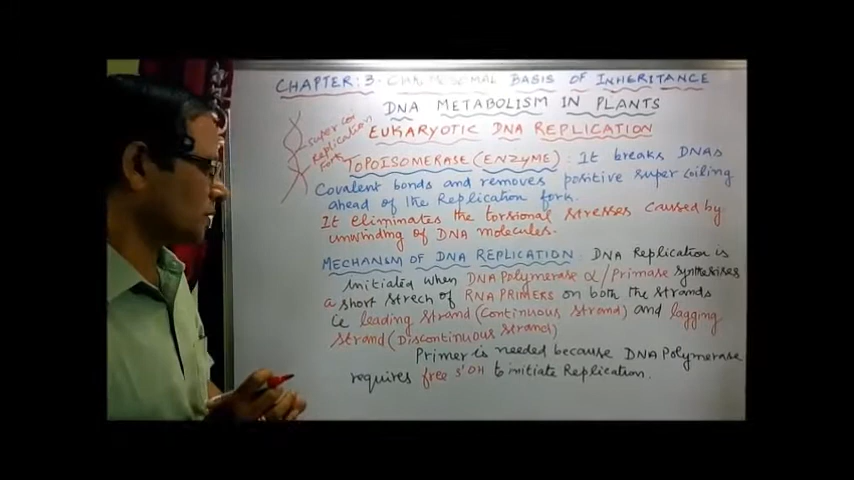 CHAPTER: 3. CHROMOSOMAL BASIS OF INHERITANCE
DNA METABOLISM IN PLANTS
EUKARYOTIC DNA REPLICATION
super coil
Replication
Fork
TOPOISOMERASE (ENZYME) : It breaks DNAs
Covalent bonds and removes positive super coiling
ahead of the Replication fork.
It eliminates the torsional stresses caused by
unwinding of DNA molecules.
MECHANISM OF DNA REPLICATION DNA Replication is
initiated when DNA Polymerase α / Primase synthesises
a short strech of RNA PRIMERS on both the strands
ie leading strand (Continuous strand) and lagging
strand (Discontinuous strand)
Primer is needed because DNA Polymerase
requires free 5'OH to initiate Replication.